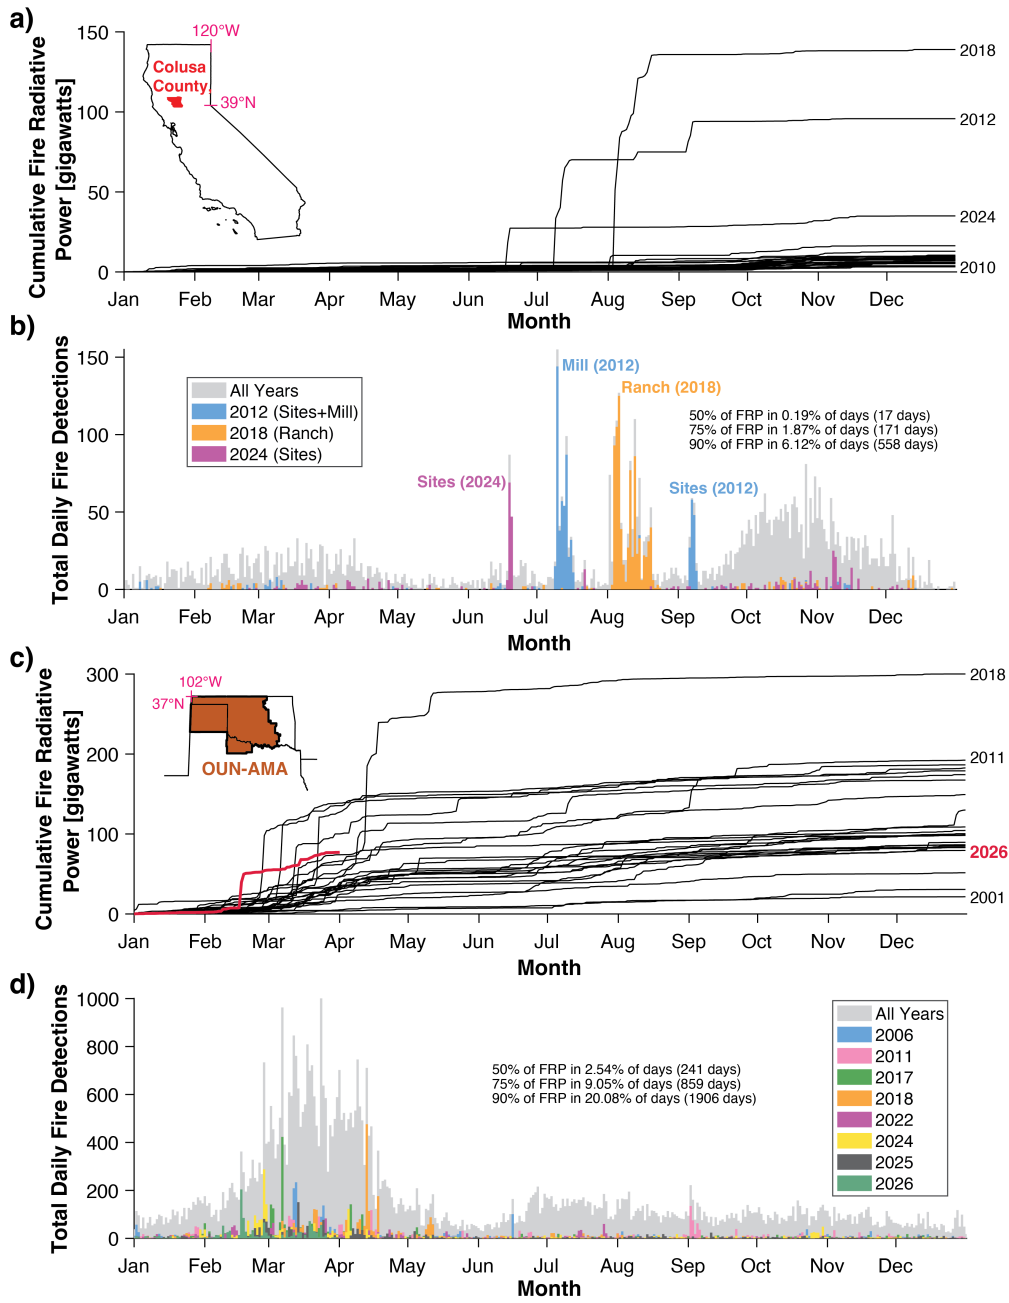 a)
Cumulative Fire Radiative
Power [gigawatts]
150
100
50
0
120°W
Colusa
County
39°N
2018
2012
2024
2010
Jan Feb Mar Apr May Jun Jul Aug Sep Oct Nov Dec
Month
b)
Total Daily Fire Detections
150
100
50
0
All Years
2012 (Sites+Mill)
2018 (Ranch)
2024 (Sites)
Mill (2012)
Ranch (2018)
50% of FRP in 0.19% of days (17 days)
75% of FRP in 1.87% of days (171 days)
90% of FRP in 6.12% of days (558 days)
Sites (2024)
Sites (2012)
Jan Feb Mar Apr May Jun Jul Aug Sep Oct Nov Dec
Month
c)
Cumulative Fire Radiative
Power [gigawatts]
300
200
100
0
102°W
37°N
OUN-AMA
2018
2011
2026
2001
Jan Feb Mar Apr May Jun Jul Aug Sep Oct Nov Dec
Month
d)
Total Daily Fire Detections
1000
800
600
400
200
0
50% of FRP in 2.54% of days (241 days)
75% of FRP in 9.05% of days (859 days)
90% of FRP in 20.08% of days (1906 days)
All Years
2006
2011
2017
2018
2022
2024
2025
2026
Jan Feb Mar Apr May Jun Jul Aug Sep Oct Nov Dec
Month